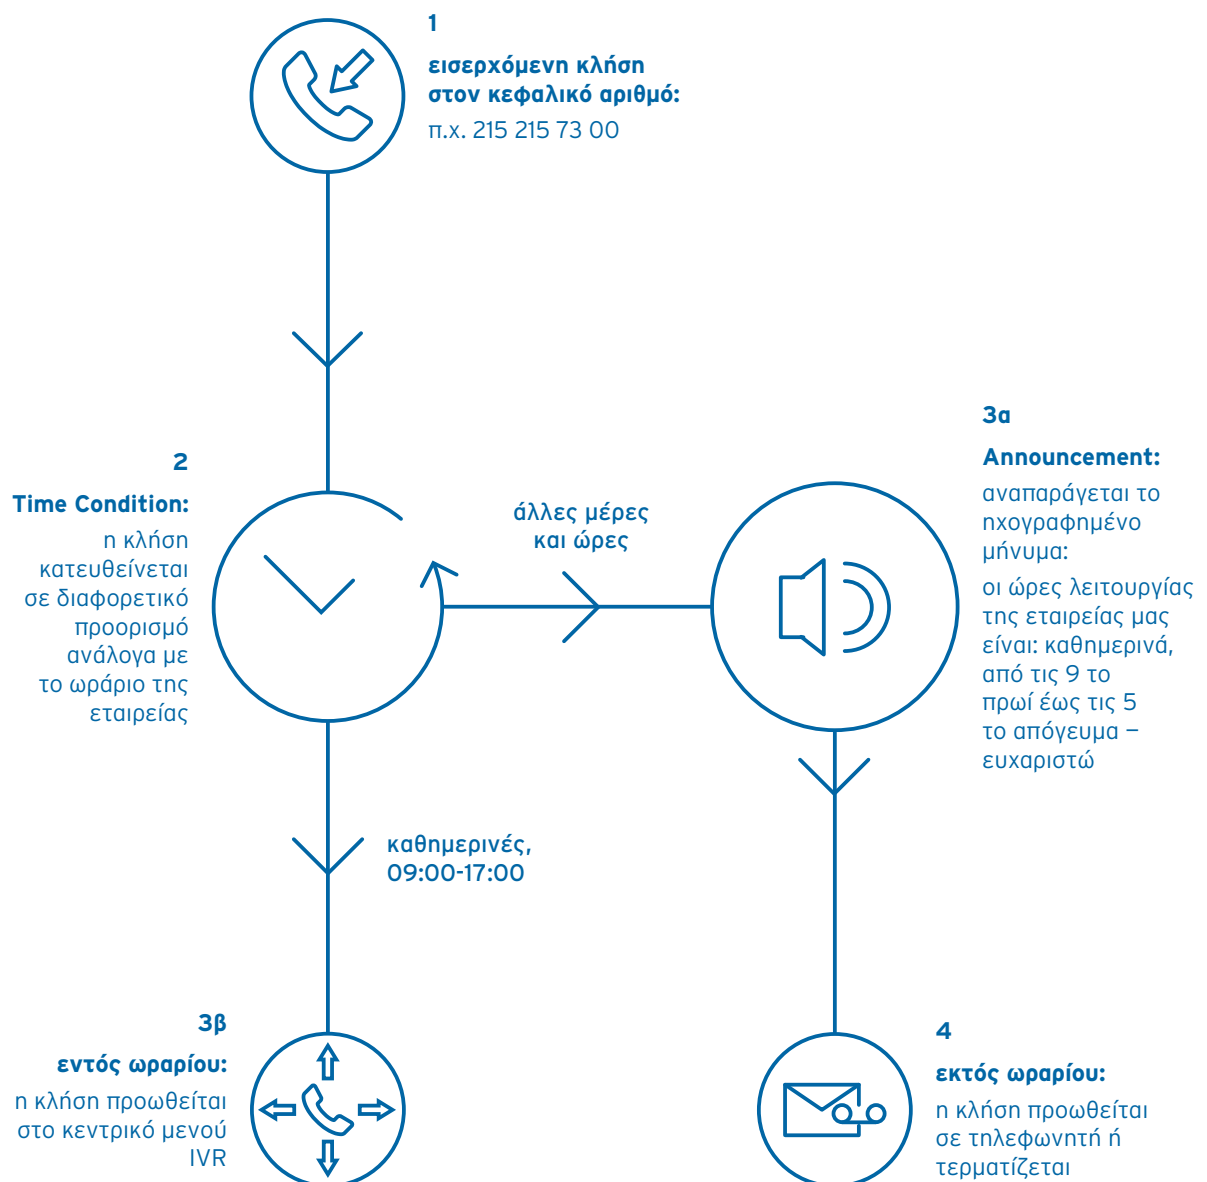 1
εισερχόμενη κλήση
στον κεφαλικό αριθμό:
π.χ. 215 215 73 00
2
Time Condition:
η κλήση
κατευθείνεται
σε διαφορετικό
προορισμό
ανάλογα με
το ωράριο της
εταιρείας
άλλες μέρες
και ώρες
3α
Announcement:
αναπαράγεται το
ηχογραφημένο
μήνυμα:
οι ώρες λειτουργίας
της εταιρείας μας
είναι: καθημερινά,
από τις 9 το
πρωί έως τις 5
το απόγευμα –
ευχαριστώ
καθημερινές,
09:00-17:00
3β
εντός ωραρίου:
η κλήση προωθείται
στο κεντρικό μενού
IVR
4
εκτός ωραρίου:
η κλήση προωθείται
σε τηλεφωνητή ή
τερματίζεται